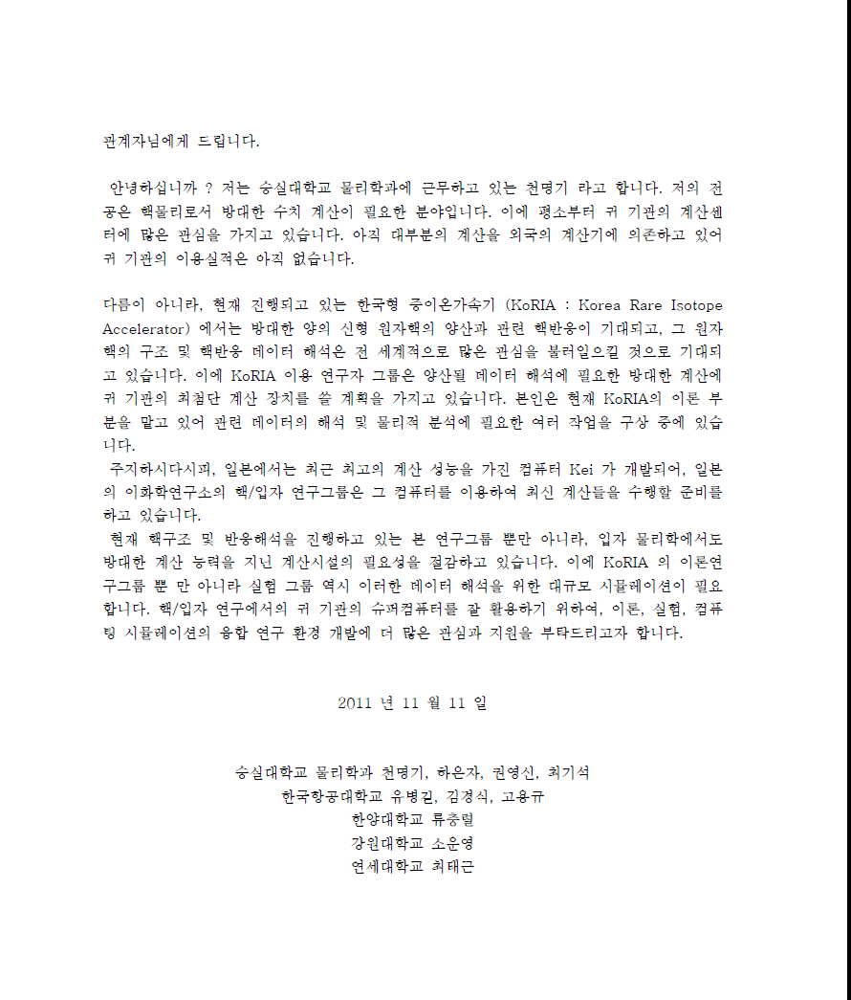 관계자님에게 드립니다.
안녕하십니까 ? 저는 숭실대학교 물리학과에 근무하고 있는 천명기 라고 합니다. 저의 전
공은 핵물리로서 방대한 수치 계산이 필요한 분야입니다. 이에 평소부터 귀 기관의 계산센
터에 많은 관심을 가지고 있습니다. 아직 대부분의 계산을 외국의 계산기에 의존하고 있어
귀 기관의 이용실적은 아직 없습니다.
다름이 아니라, 현재 진행되고 있는 한국형 중이온가속기 (KoRIA : Korea Rare Isotope
Accelerator) 에서는 방대한 양의 신형 원자핵의 양산과 관련 핵반응이 기대되고, 그 원자
핵의 구조 및 핵반응 데이터 해석은 전 세계적으로 많은 관심을 불러일으킬 것으로 기대되
고 있습니다. 이에 KoRIA 이용 연구자 그룹은 양산될 데이터 해석에 필요한 방대한 계산에
귀 기관의 최첨단 계산 장치를 쓸 계획을 가지고 있습니다. 본인은 현재 KoRIA의 이론 부
분을 맡고 있어 관련 데이터의 해석 및 물리적 분석에 필요한 여러 작업을 구상 중에 있습
니다.
주지하시다시피, 일본에서는 최근 최고의 계산 성능을 가진 컴퓨터 Kei 가 개발되어, 일본
의 이화학연구소의 핵/입자 연구그룹은 그 컴퓨터를 이용하여 최신 계산들을 수행할 준비를
하고 있습니다.
현재 핵구조 및 반응해석을 진행하고 있는 본 연구그룹 뿐만 아니라, 입자 물리학에서도
방대한 계산 능력을 지닌 계산시설의 필요성을 절감하고 있습니다. 이에 KoRIA 의 이론연
구그룹 뿐 만 아니라 실험 그룹 역시 이러한 데이터 해석을 위한 대규모 시뮬레이션이 필요
합니다. 핵/입자 연구에서의 귀 기관의 슈퍼컴퓨터를 잘 활용하기 위하여, 이론, 실험, 컴퓨
팅 시뮬레이션의 융합 연구 환경 개발에 더 많은 관심과 지원을 부탁드리고자 합니다.
2011 년 11 월 11 일
숭실대학교 물리학과 천명기, 하은자, 권영신, 최기석
한국항공대학교 유병길, 김경식, 고용규
한양대학교 류충렬
강원대학교 소운영
연세대학교 최태근